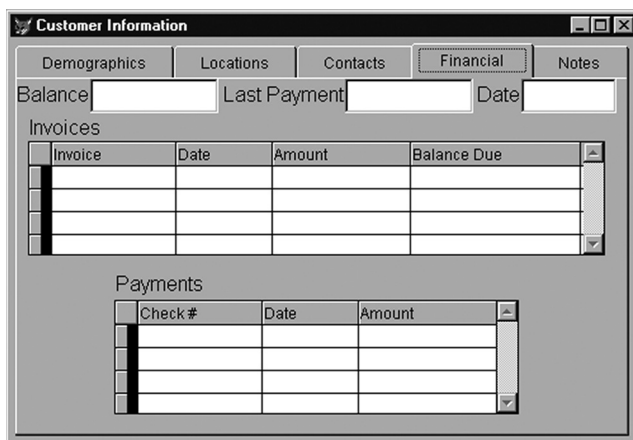 Customer Information
Demographics Locations Contacts Financial Notes
Balance Last Payment Date
Invoices
Invoice Date Amount Balance Due
Payments
Check # Date Amount